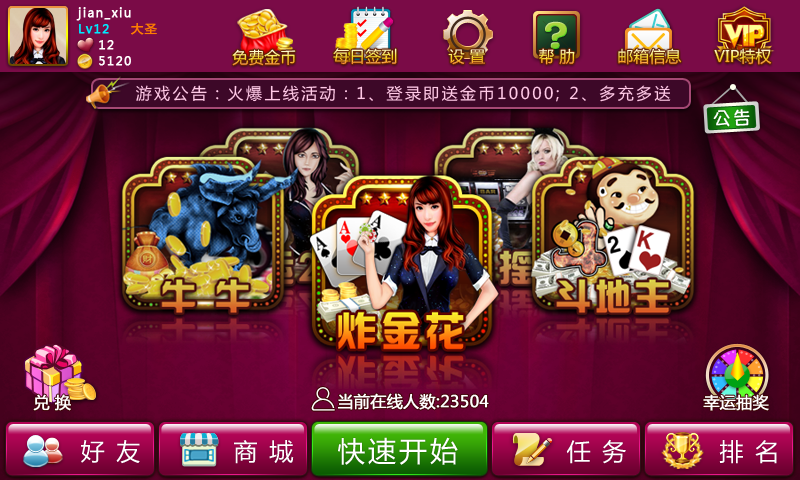 jian_xiu
Lv12 大圣
12
5120
免费金币
每日签到
设置
帮助
邮箱信息
VIP
VIP特权
游戏公告：火爆上线活动：1、登录即送金币10000; 2、多充多送
公告
牛牛
财
A
A
A
炸金花
摇
2
K
斗地主
兑换
当前在线人数:23504
幸运抽奖
好友
商城
快速开始
任务
排名